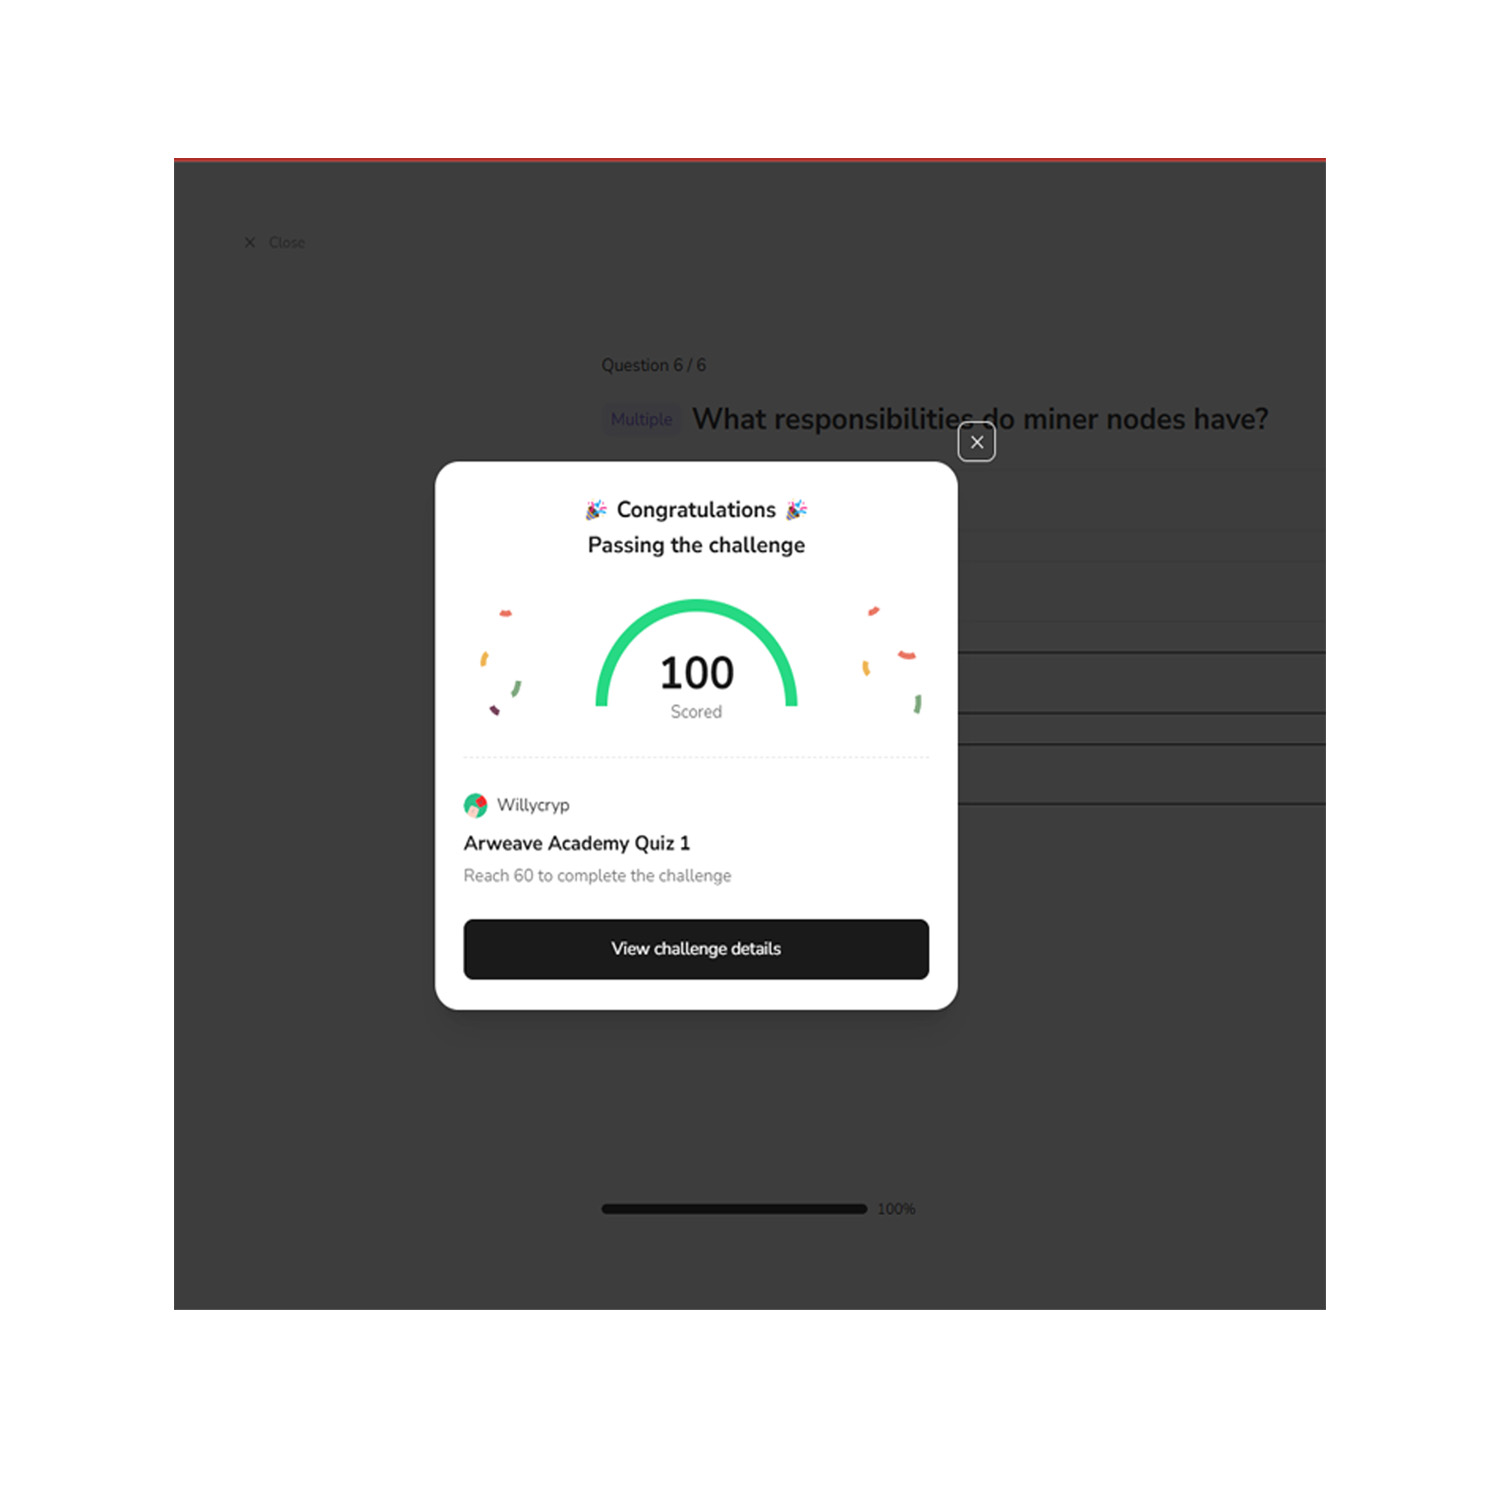 Close
Question 6 / 6
Multiple What responsibilities do miner nodes have?
🎉 Congratulations 🎉
Passing the challenge
100
Scored
Willycryp
Arweave Academy Quiz 1
Reach 60 to complete the challenge
View challenge details
100%